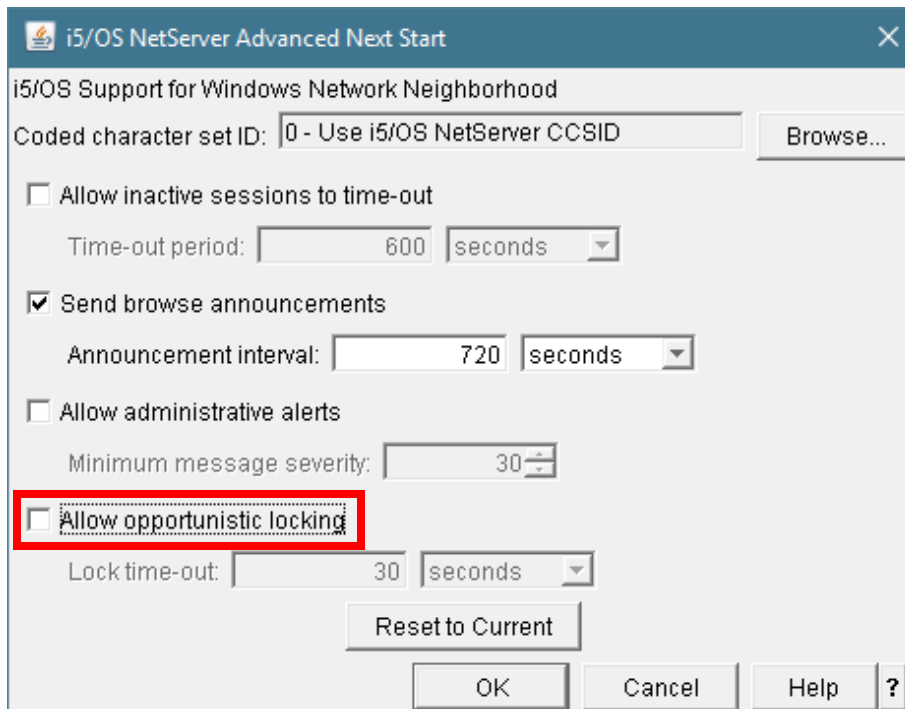 i5/OS NetServer Advanced Next Start
i5/OS Support for Windows Network Neighborhood
Coded character set ID: 0 - Use i5/OS NetServer CCSID Browse...
Allow inactive sessions to time-out
Time-out period: 600 seconds
Send browse announcements
Announcement interval: 720 seconds
Allow administrative alerts
Minimum message severity: 30
Allow opportunistic locking
Lock time-out: 30 seconds
Reset to Current
OK Cancel Help ?